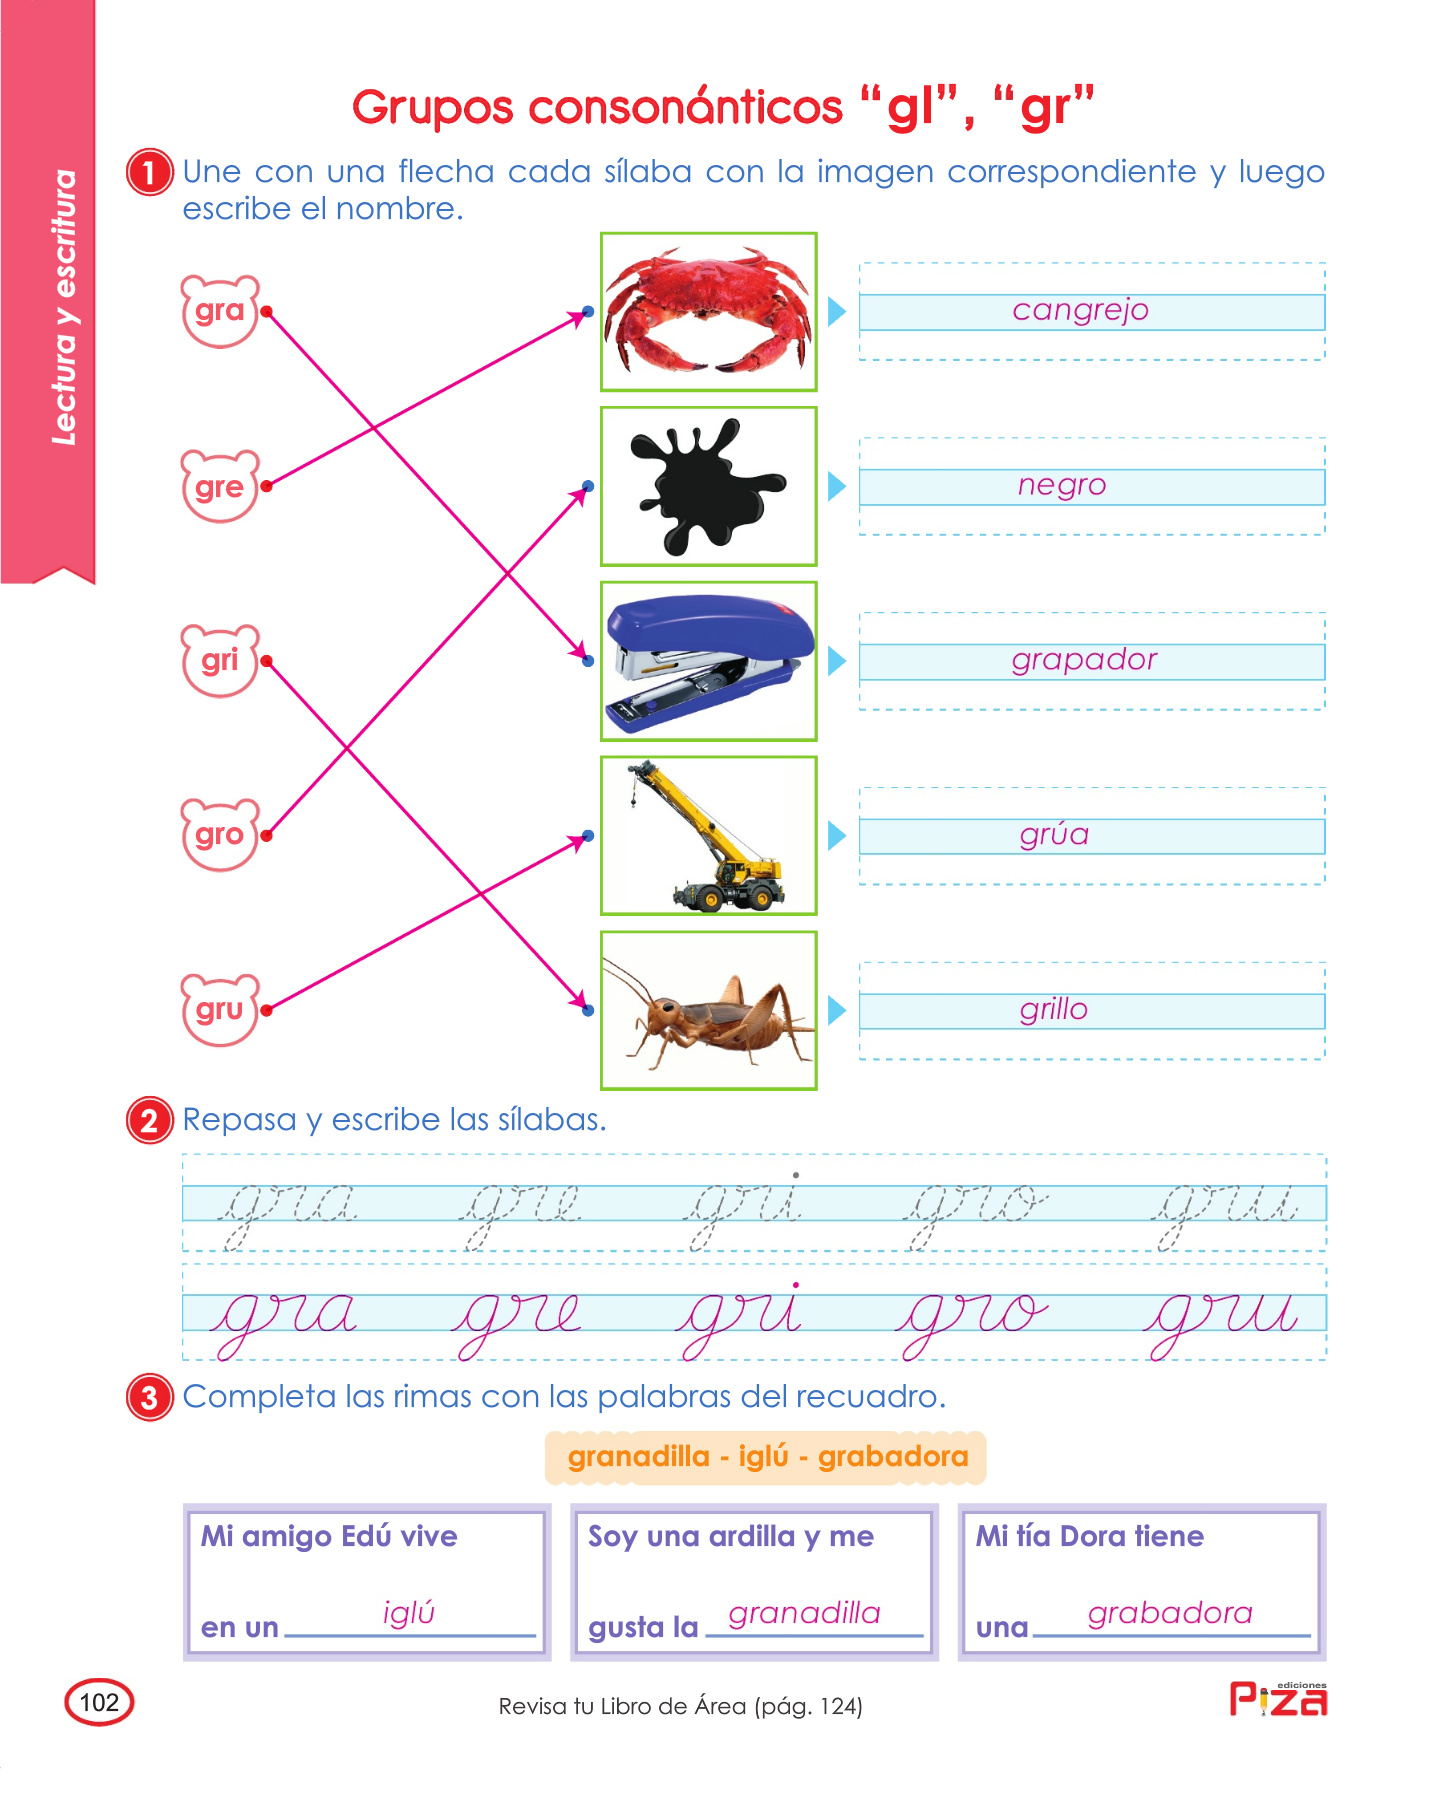 Lectura y escritura
Grupos consonánticos “gl”, “gr”
1 Une con una flecha cada sílaba con la imagen correspondiente y luego
escribe el nombre.
gra
cangrejo
gre
negro
gri
grapador
gro
grúa
gru
grillo
2 Repasa y escribe las sílabas.
gra gre gri gro gru
gra gre gri gro gru
3 Completa las rimas con las palabras del recuadro.
granadilla - iglú - grabadora
Mi amigo Edú vive
en un iglú
Soy una ardilla y me
gusta la granadilla
Mi tía Dora tiene
una grabadora
102
Revisa tu Libro de Área (pág. 124)
ediciones
Piza